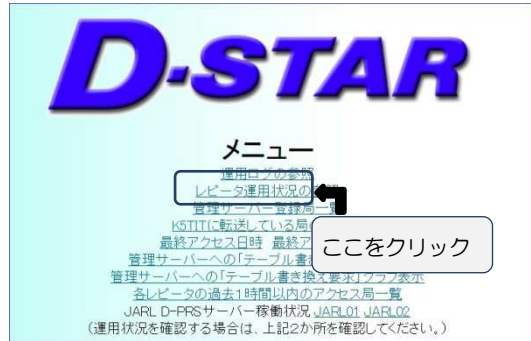 D-STAR
メニュー
運用ログの参照
レピータ運用状況の
管理サーバー登録局一覧
K5TITに転送している局
ここをクリック
最終アクセス日時 最終ア
管理サーバーへの「テーブル書き
管理サーバーへの「テーブル書き換え要求」グラフ表示
各レピータの過去1時間以内のアクセス局一覧
JARL D-PRSサーバー稼働状況 JARL01 JARL02
(運用状況を確認する場合は、上記2か所を確認してください。)